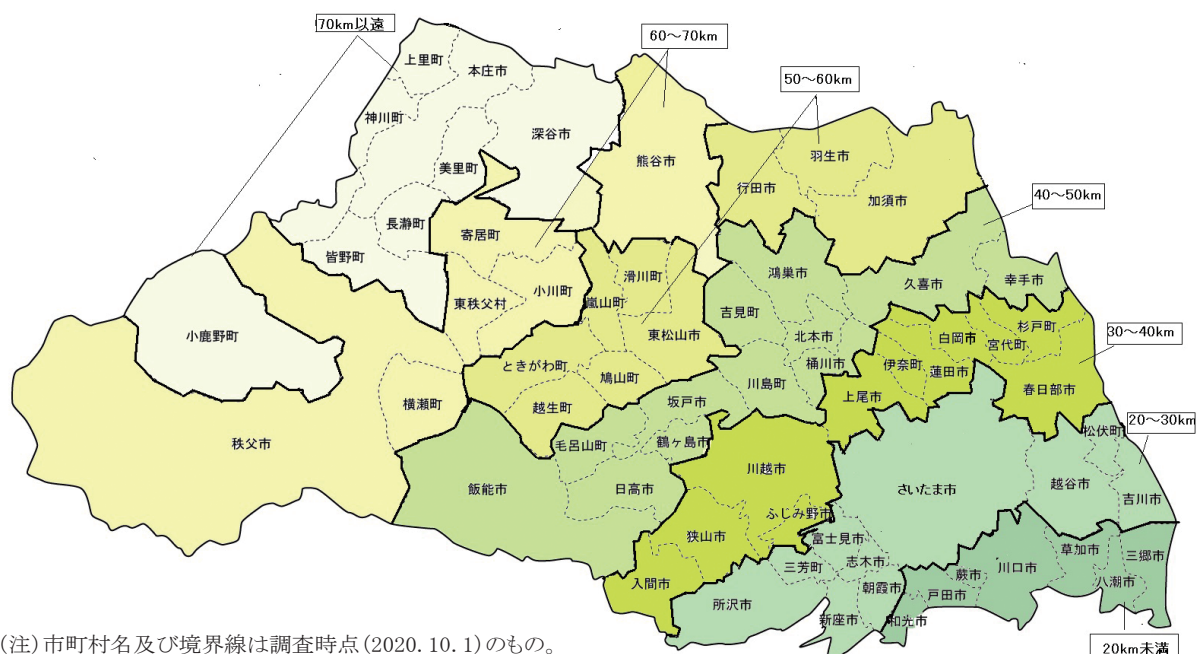 70km以遠
60～70km
50～60km
40～50km
30～40km
20～30km
20km未満
上里町
本庄市
神川町
深谷市
美里町
熊谷市
羽生市
行田市
加須市
長瀞町
寄居町
皆野町
滑川町
鴻巣市
久喜市
幸手市
東秩父村
小川町
嵐山町
吉見町
小鹿野町
東松山市
北本市
白岡市
杉戸町
宮代町
桶川市
伊奈町
蓮田市
ときがわ町
鳩山町
川島町
上尾市
春日部市
横瀬町
越生町
坂戸市
秩父市
毛呂山町
鶴ヶ島市
松伏町
川越市
飯能市
日高市
さいたま市
越谷市
吉川市
ふじみ野市
狭山市
富士見市
三芳町
志木市
草加市
三郷市
入間市
朝霞市
蕨市
川口市
八潮市
所沢市
戸田市
新座市
和光市
(注)市町村名及び境界線は調査時点(2020.10.1)のもの。